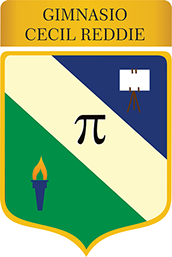 GIMNASIO
CECIL REDDIE
π